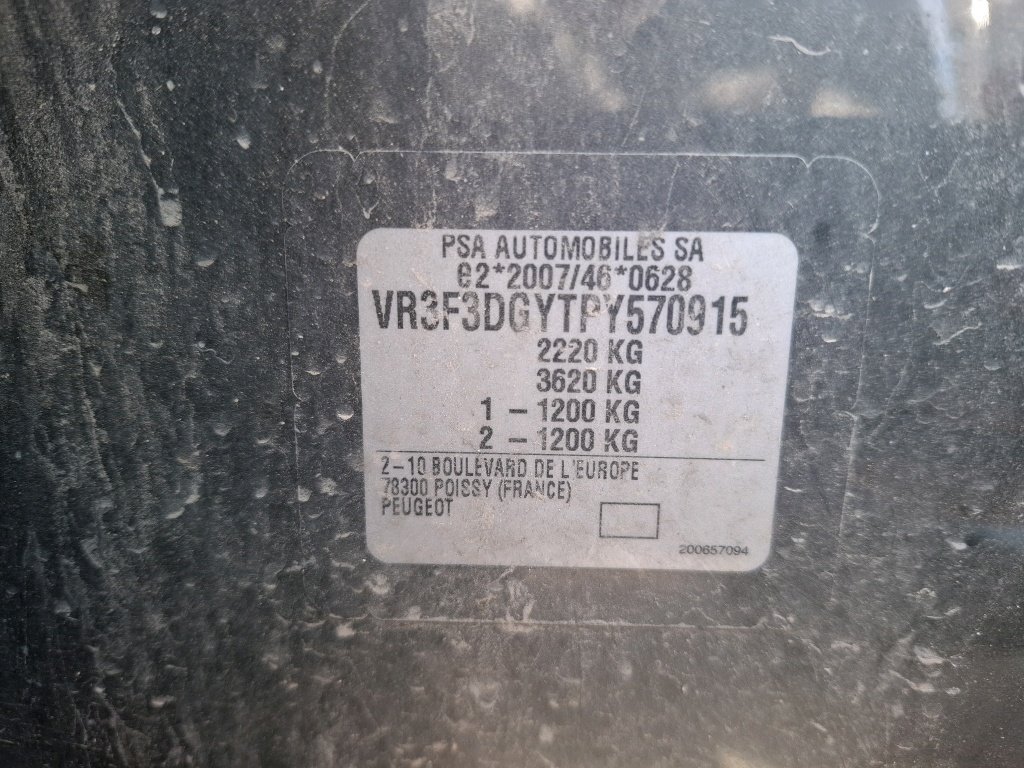 PSA AUTOMOBILES SA
e2*2007/46*0628
VR3F3DGYTPY570915
2220 KG
3620 KG
1 – 1200 KG
2 – 1200 KG
2–10 BOULEVARD DE L'EUROPE
78300 POISSY (FRANCE)
PEUGEOT
200657094